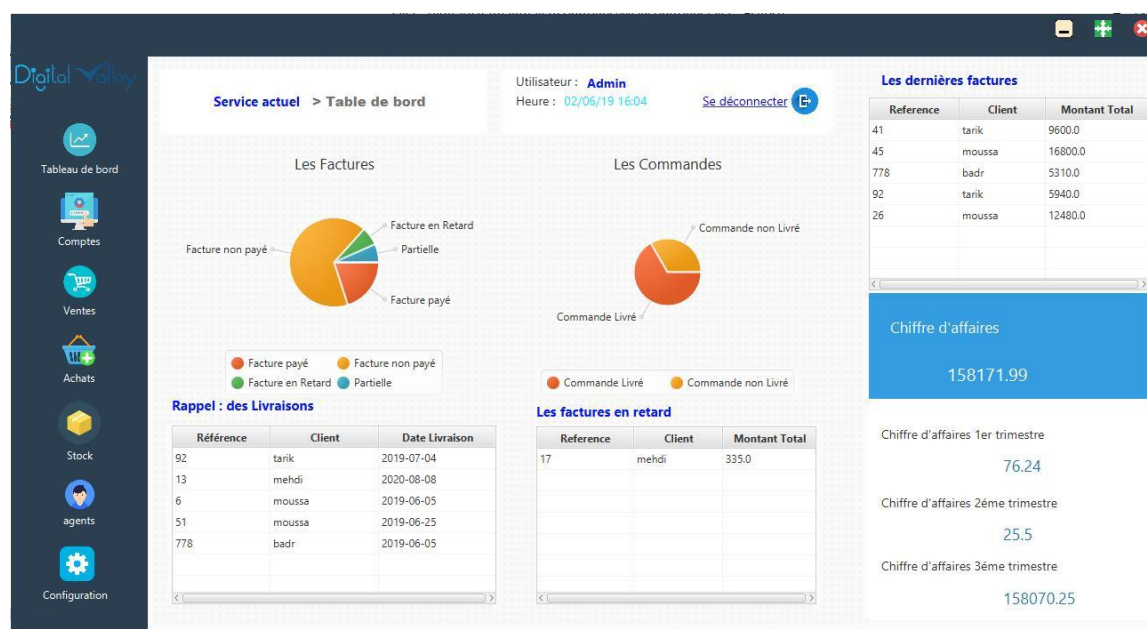 Digital Valley
Tableau de bord
Comptes
Ventes
Achats
Stock
agents
Configuration
Service actuel > Table de bord
Utilisateur : Admin
Heure : 02/06/19 16:04 Se déconnecter
Les Factures
Facture en Retard
Partielle
Facture non payé
Facture payé
Facture payé Facture non payé
Facture en Retard Partielle
Les Commandes
Commande non Livré
Commande Livré
Commande Livré Commande non Livré
Rappel : des Livraisons
Référence Client Date Livraison
92 tarik 2019-07-04
13 mehdi 2020-08-08
6 moussa 2019-06-05
51 moussa 2019-06-25
778 badr 2019-06-05
Les factures en retard
Reference Client Montant Total
17 mehdi 335.0
Les dernières factures
Reference Client Montant Total
41 tarik 9600.0
45 moussa 16800.0
778 badr 5310.0
92 tarik 5940.0
26 moussa 12480.0
Chiffre d'affaires
158171.99
Chiffre d'affaires 1er trimestre
76.24
Chiffre d'affaires 2éme trimestre
25.5
Chiffre d'affaires 3éme trimestre
158070.25